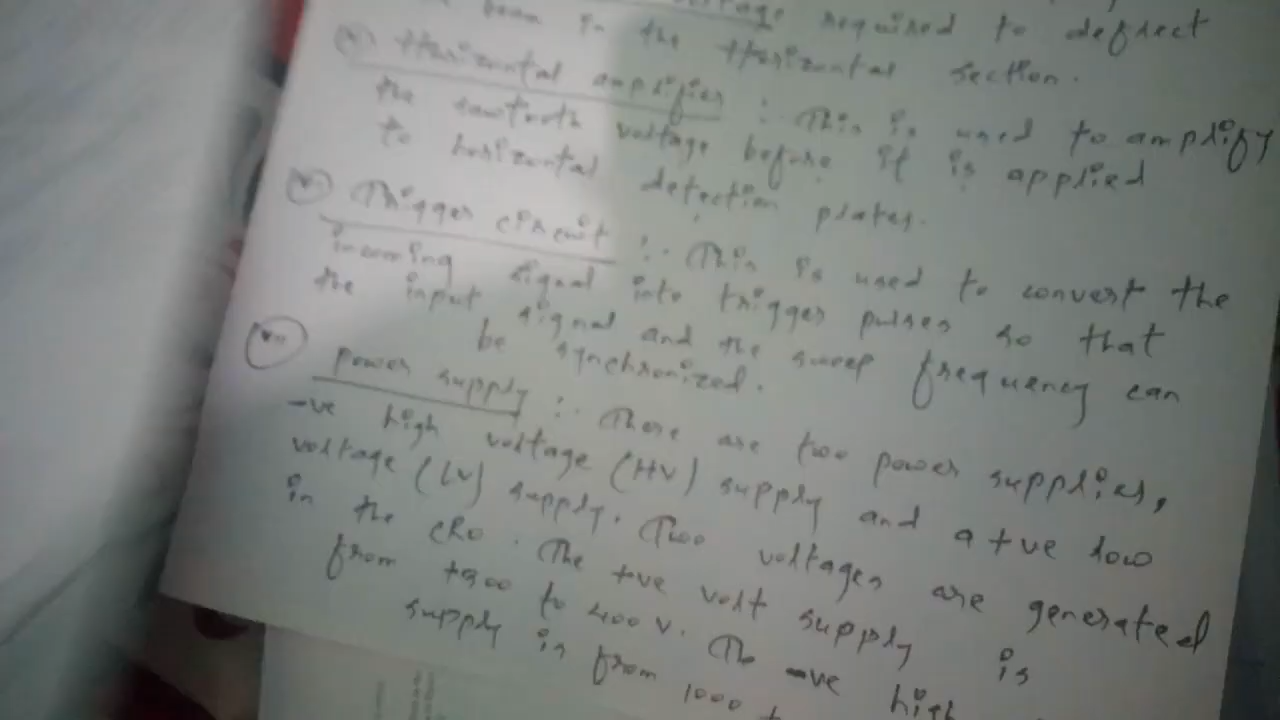 voltage required to deflect
beam in the Horizontal section.
Horizontal amplifier :- This is used to amplify
the sawtooth voltage before it is applied
to horizontal detection plates.
Trigger circuit :- This is used to convert the
incoming signal into trigger pulses so that
the input signal and the sweep frequency can
be synchronized.
power supply :- There are two power supplies,
-ve high voltage (HV) supply and a +ve low
voltage (LV) supply. Two voltages are generated
in the CRO. The +ve volt supply is
from to 400 V. The -ve high
supply is from 1000